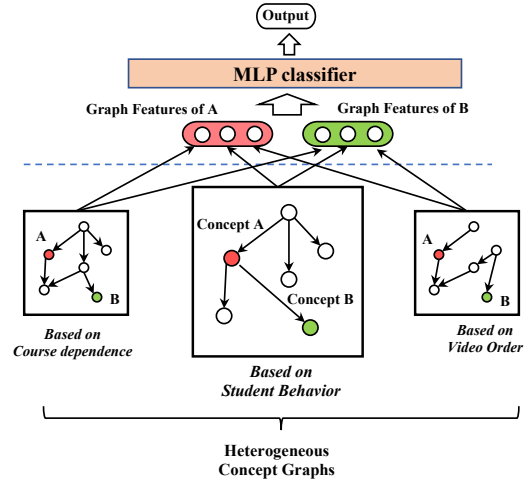 Output
MLP classifier
Graph Features of A
Graph Features of B
A
B
Based on
Course dependence
Concept A
Concept B
Based on
Student Behavior
A
B
Based on
Video Order
Heterogeneous
Concept Graphs